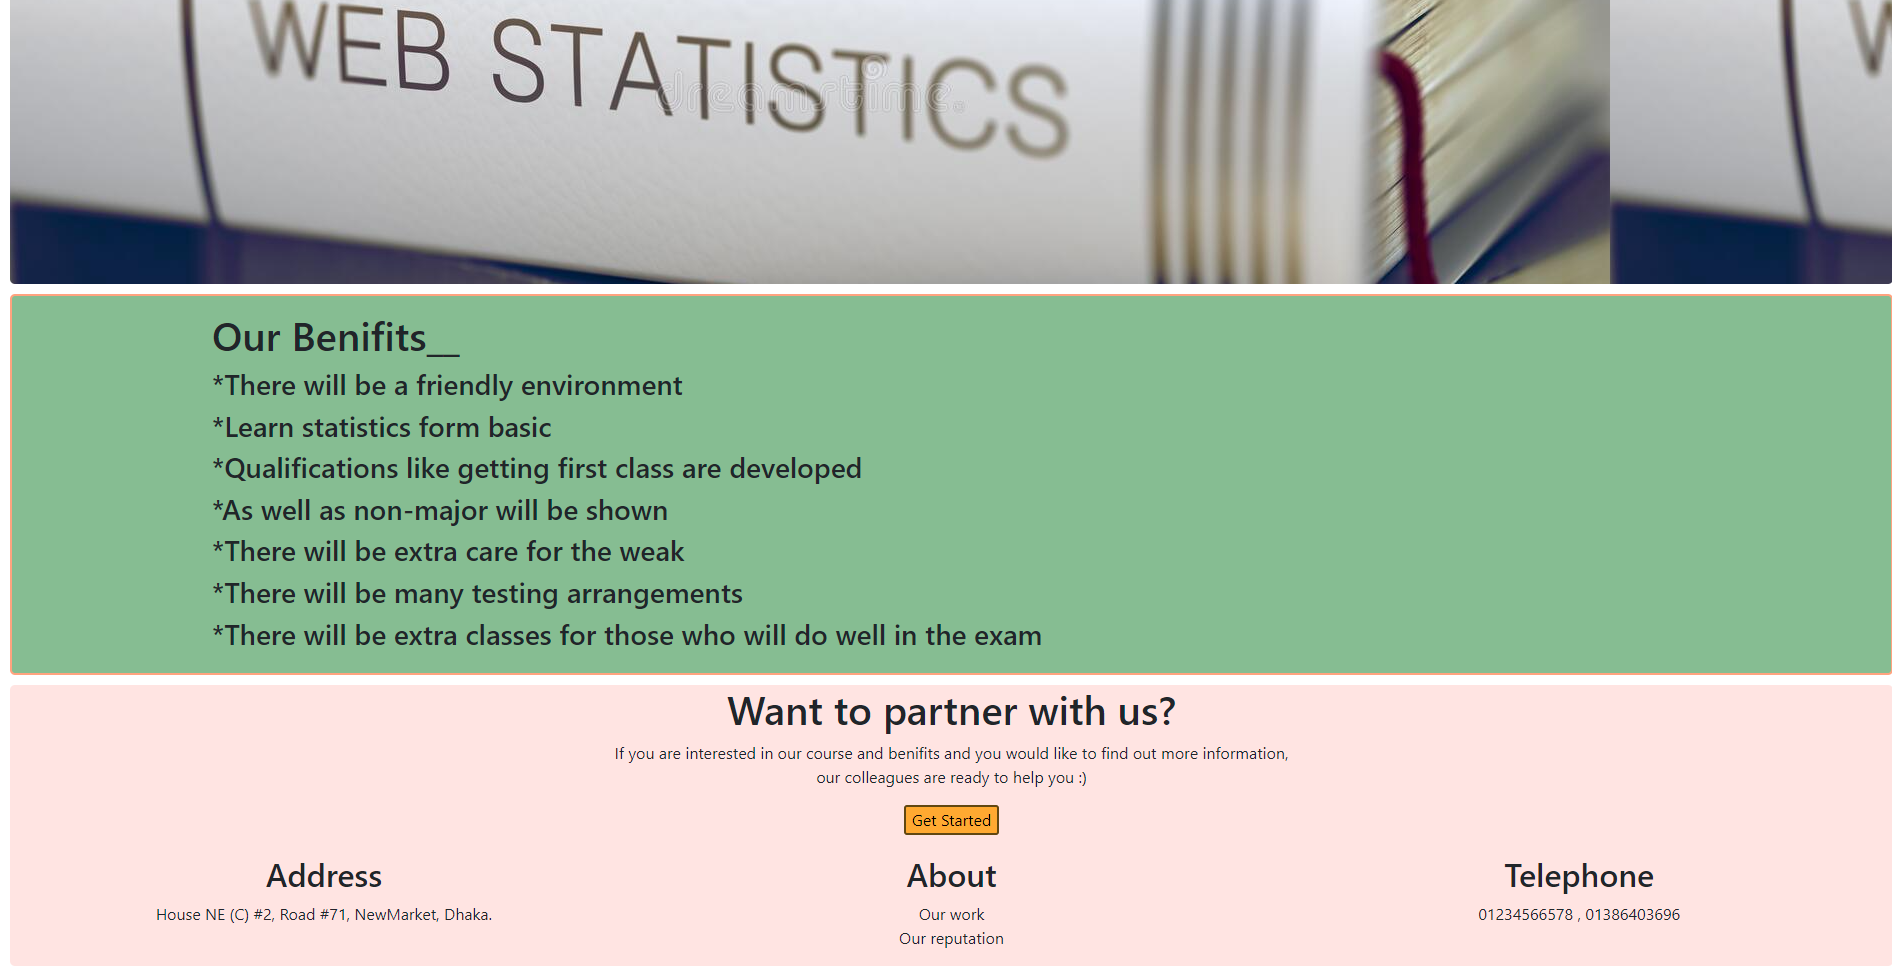 WEB STATISTICS
dreamstime.
W
Our Benifits__
*There will be a friendly environment
*Learn statistics form basic
*Qualifications like getting first class are developed
*As well as non-major will be shown
*There will be extra care for the weak
*There will be many testing arrangements
*There will be extra classes for those who will do well in the exam
Want to partner with us?
If you are interested in our course and benifits and you would like to find out more information,
our colleagues are ready to help you :)
Get Started
Address
House NE (C) #2, Road #71, NewMarket, Dhaka.
About
Our work
Our reputation
Telephone
01234566578 , 01386403696